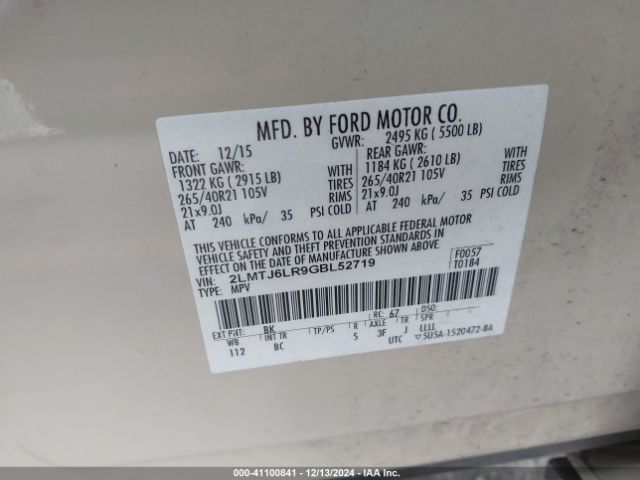 MFD. BY FORD MOTOR CO.
DATE: 12/15 GVWR: 2495 KG ( 5500 LB)
FRONT GAWR: REAR GAWR:
1322 KG ( 2915 LB) WITH 1184 KG ( 2610 LB) WITH
265/40R21 105V TIRES 265/40R21 105V TIRES
21x9.0J RIMS 21x9.0J RIMS
AT 240 kPa/ 35 PSI COLD AT 240 kPa/ 35 PSI COLD
THIS VEHICLE CONFORMS TO ALL APPLICABLE FEDERAL MOTOR
VEHICLE SAFETY AND THEFT PREVENTION STANDARDS IN
EFFECT ON THE DATE OF MANUFACTURE SHOWN ABOVE.
VIN: 2LMTJ6LR9GBL52719 F0057
TYPE: MPV T0184
EXT PNT: BK RC: 67 DSO:
WB INT TR TP/PS R AXLE TR SPR
112 BC S 3F J LLLL
UTC 5U5A-1520472-BA
000-41100841 - 12/13/2024 - IAA Inc.